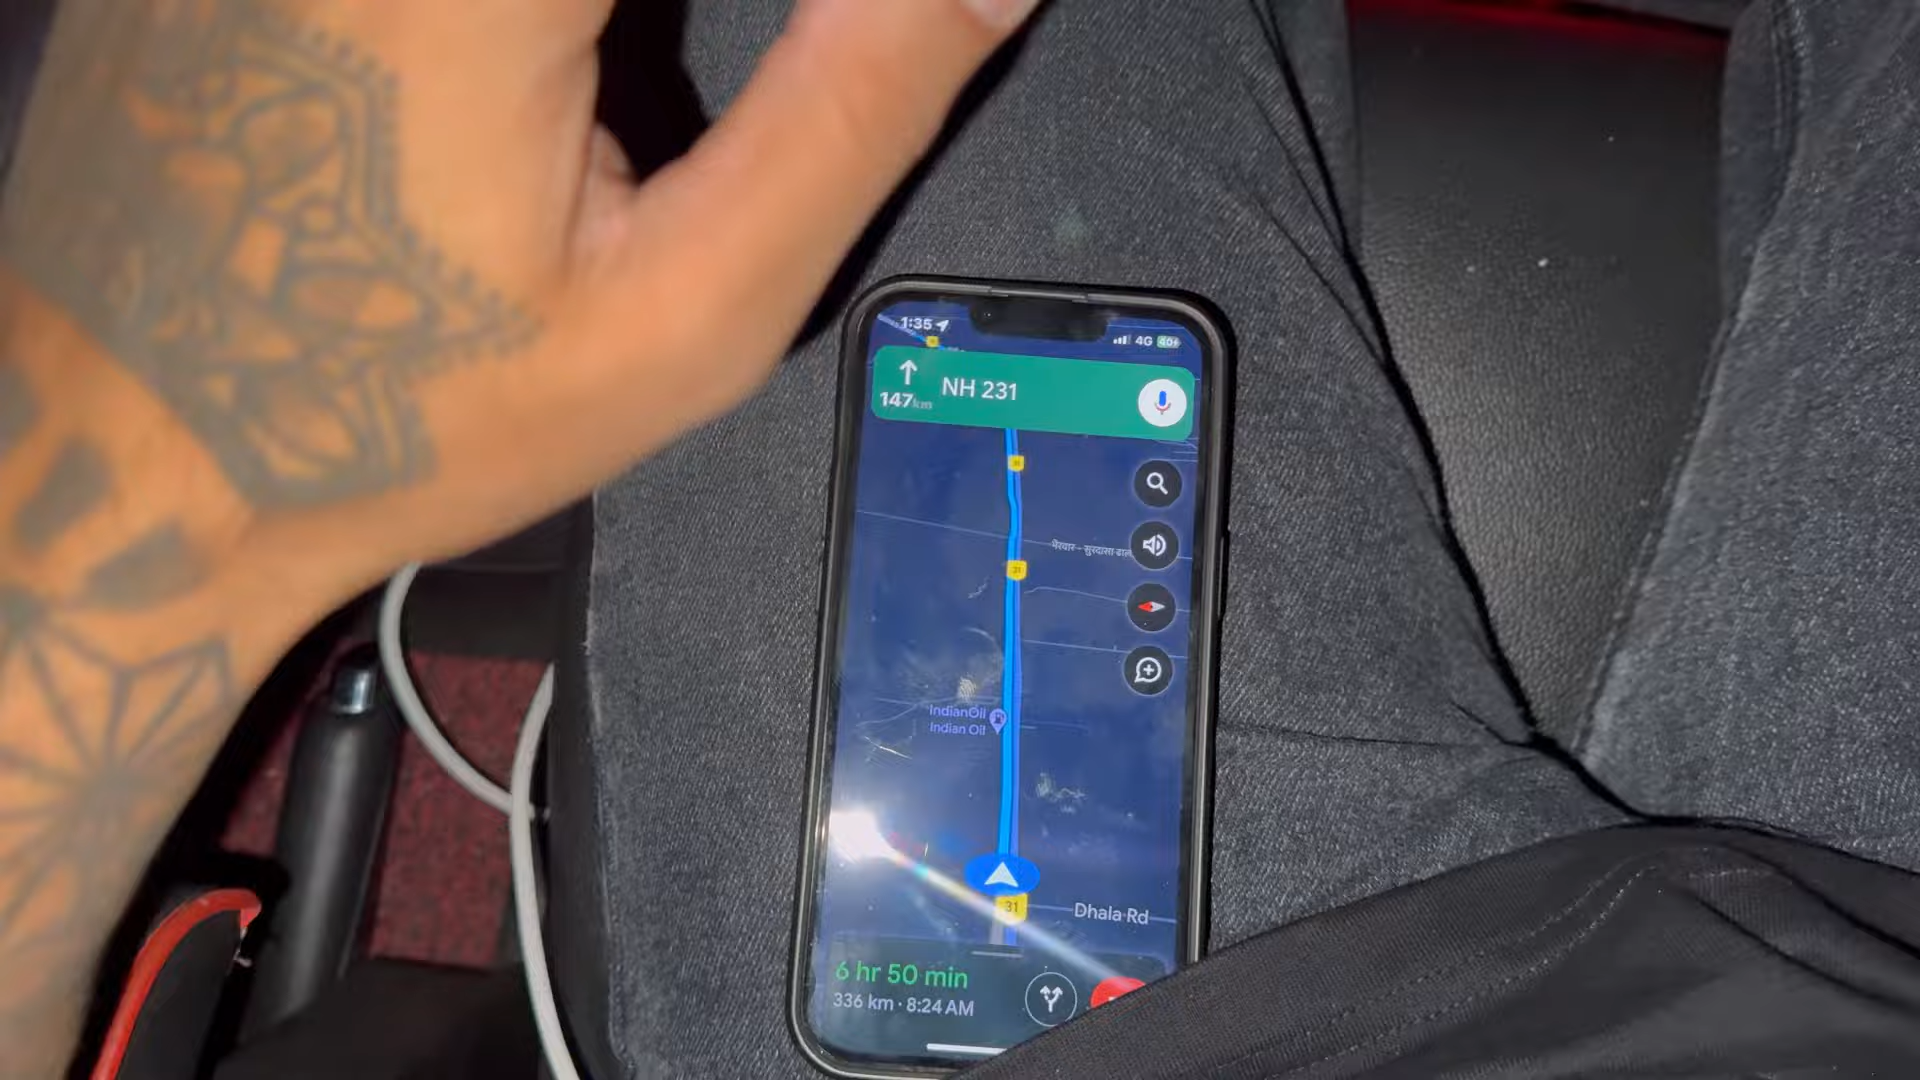 1:35
4G 40+
NH 231
147 km
31
31
IndianOil
Indian Oil
31
Dhala Rd
6 hr 50 min
336 km · 8:24 AM